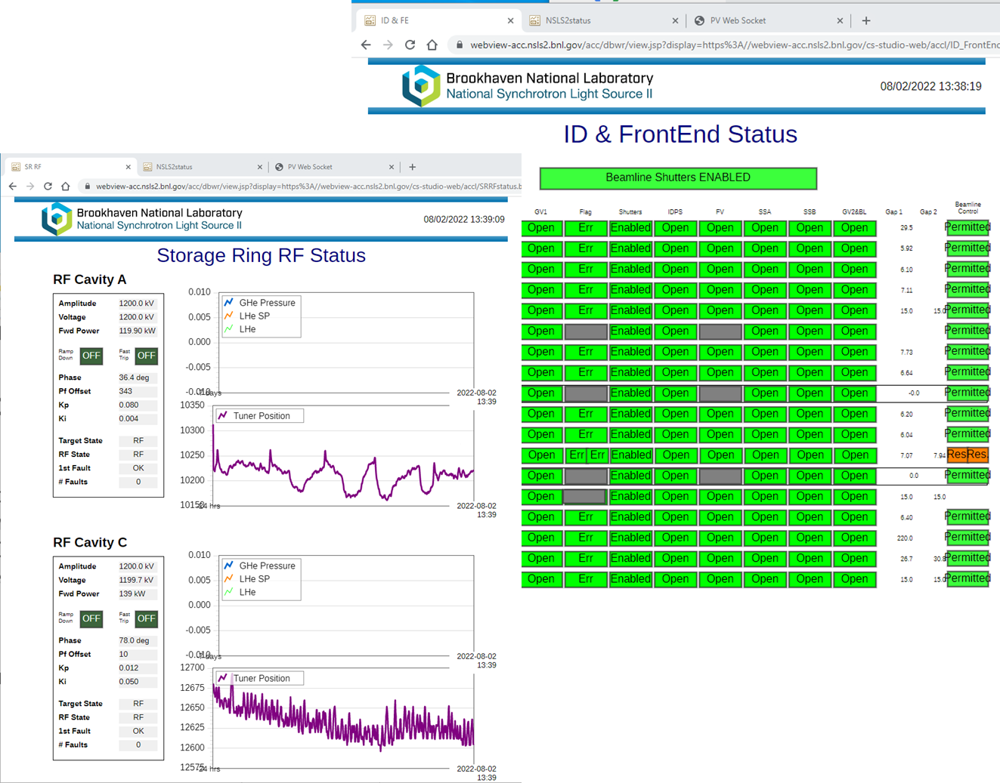 ID & FE
NSLS2status
PV Web Socket
webview-acc.nsls2.bnl.gov/acc/dbwr/view.jsp?display=https%3A//webview-acc.nsls2.bnl.gov/cs-studio-web/accl/ID_FrontEnd
Brookhaven National Laboratory
National Synchrotron Light Source II
08/02/2022 13:38:19
ID & FrontEnd Status
Beamline Shutters ENABLED
GV1 Flag Shutters IDPS FV SSA SSB GV2&BL Gap 1 Gap 2 Beamline Control
Open Err Enabled Open Open Open Open Open 29.5 Permitted
Open Err Enabled Open Open Open Open Open 5.92 Permitted
Open Err Enabled Open Open Open Open Open 6.10 Permitted
Open Err Enabled Open Open Open Open Open 7.11 Permitted
Open Err Enabled Open Open Open Open Open 15.0 15.0 Permitted
Open Enabled Open Open Open Open Permitted
Open Err Enabled Open Open Open Open Open 7.73 Permitted
Open Err Enabled Open Open Open Open Open 6.64 Permitted
Open Enabled Open Open Open Open -0.0 Permitted
Open Err Enabled Open Open Open Open Open 6.20 Permitted
Open Err Enabled Open Open Open Open Open 6.04 Permitted
Open Err Err Enabled Open Open Open Open Open 7.07 7.94 Res Res.
Open Enabled Open Open Open Open 0.0 Permitted
Open Enabled Open Open Open Open Open 15.0 15.0
Open Err Enabled Open Open Open Open Open 6.40 Permitted
Open Err Enabled Open Open Open Open Open 220.0 Permitted
Open Err Enabled Open Open Open Open Open 26.7 30.8 Permitted
Open Err Enabled Open Open Open Open Open 15.0 15.0 Permitted
SR RF
NSLS2status
PV Web Socket
webview-acc.nsls2.bnl.gov/acc/dbwr/view.jsp?display=https%3A//webview-acc.nsls2.bnl.gov/cs-studio-web/accl/SRRFstatus.b
Brookhaven National Laboratory
National Synchrotron Light Source II
08/02/2022 13:39:09
Storage Ring RF Status
RF Cavity A
Amplitude 1200.0 kV
Voltage 1200.0 kV
Fwd Power 119.90 kW
Ramp Down OFF Fast Trip OFF
Phase 36.4 deg
Pf Offset 343
Kp 0.080
Ki 0.004
Target State RF
RF State RF
1st Fault OK
# Faults 0
0.010
0.005
0.000
-0.005
-0.010
GHe Pressure
LHe SP
LHe
-7 days
2022-08-02
13:39
10350
10300
10250
10200
10150
Tuner Position
-24 hrs
2022-08-02
13:39
RF Cavity C
Amplitude 1200.0 kV
Voltage 1199.7 kV
Fwd Power 139 kW
Ramp Down OFF Fast Trip OFF
Phase 78.0 deg
Pf Offset 10
Kp 0.012
Ki 0.050
Target State RF
RF State RF
1st Fault OK
# Faults 0
0.010
0.005
0.000
-0.005
-0.010
GHe Pressure
LHe SP
LHe
-7 days
2022-08-02
13:39
12700
12675
12650
12625
12600
12575
Tuner Position
-24 hrs
2022-08-02
13:39